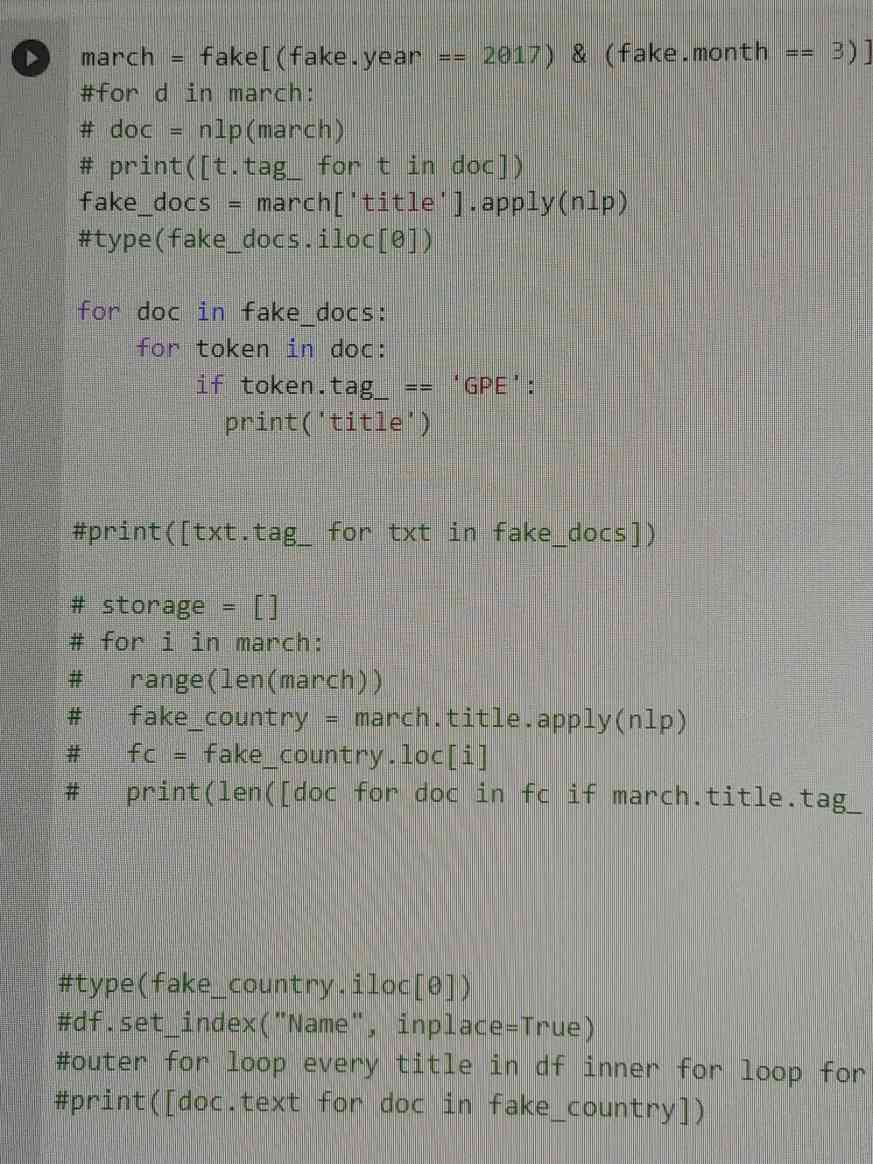 march = fake[(fake.year == 2017) & (fake.month == 3)]
#for d in march:
# doc = nlp(march)
# print([t.tag_ for t in doc])
fake_docs = march['title'].apply(nlp)
#type(fake_docs.iloc[0])
for doc in fake_docs:
    for token in doc:
        if token.tag_ == 'GPE':
          print('title')
#print([txt.tag_ for txt in fake_docs])
# storage = []
# for i in march:
#   range(len(march))
#   fake_country = march.title.apply(nlp)
#   fc = fake_country.loc[i]
#   print(len([doc for doc in fc if march.title.tag_
#type(fake_country.iloc[0])
#df.set_index("Name", inplace=True)
#outer for loop every title in df inner for loop for
#print([doc.text for doc in fake_country])